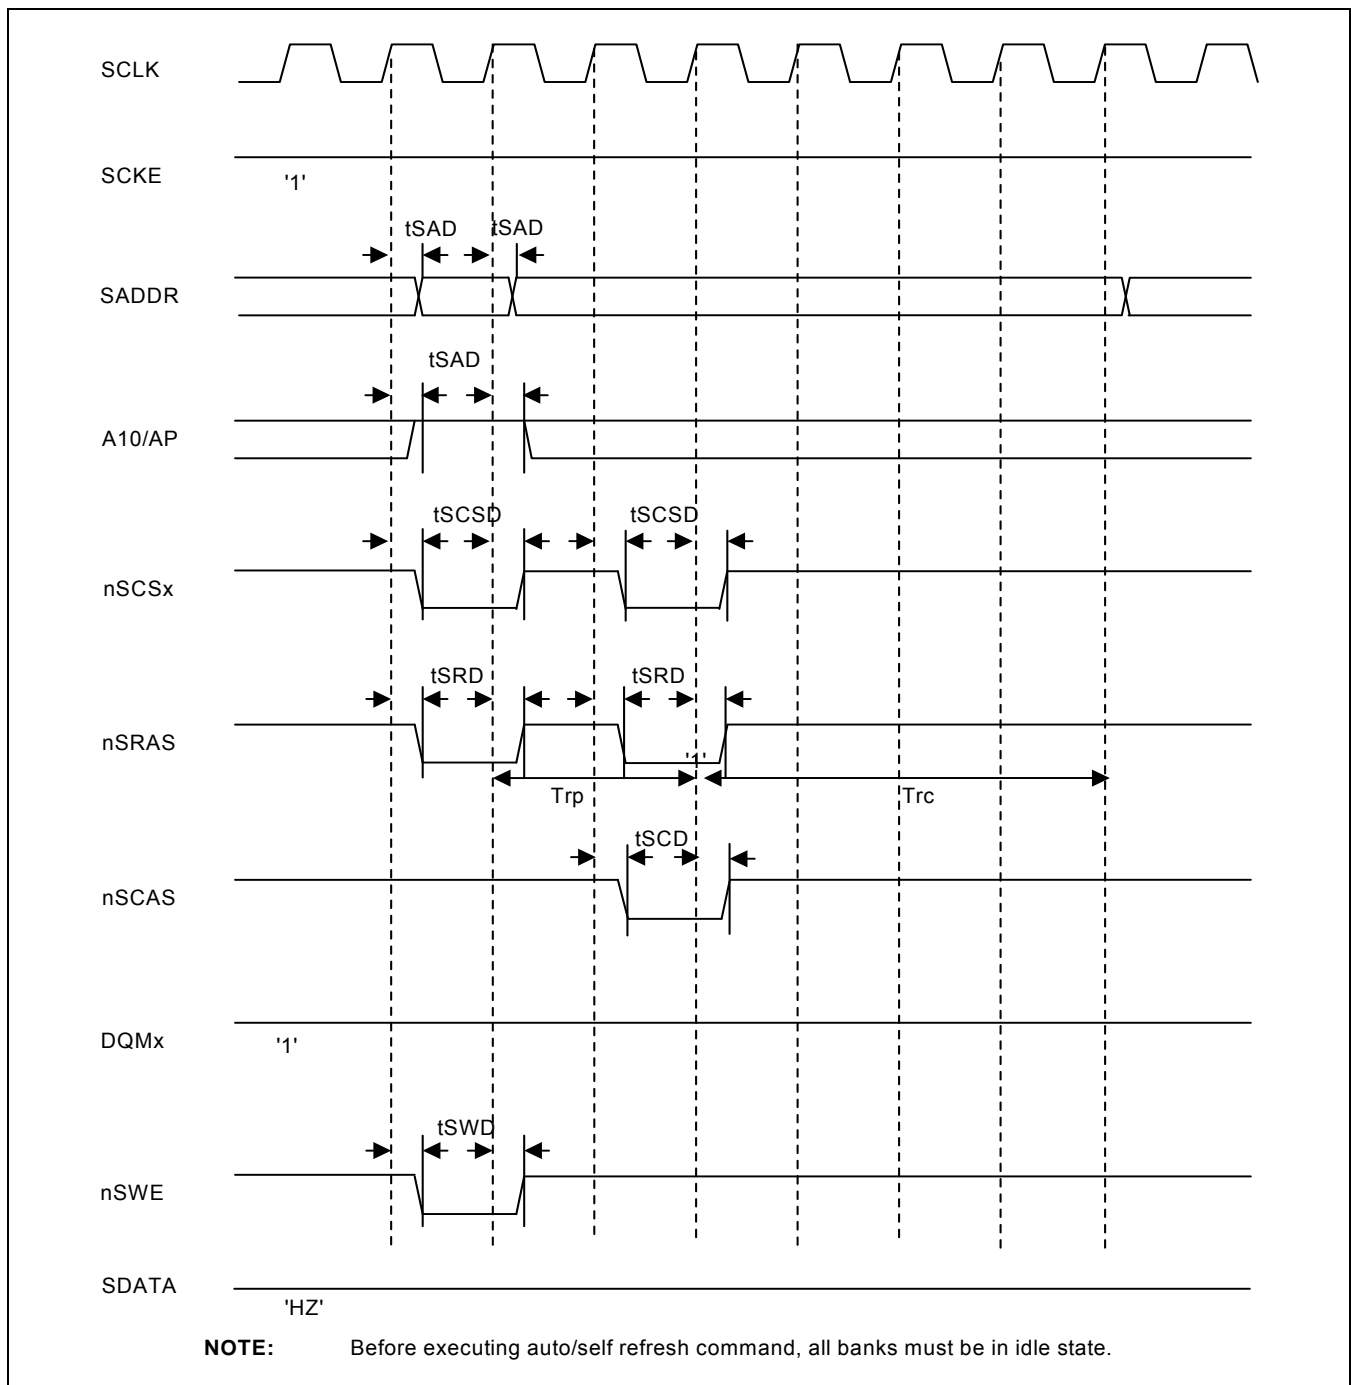 SCLK
SCKE
'1'
tSAD tSAD
SADDR
tSAD
A10/AP
tSCSD tSCSD
nSCSx
tSRD tSRD
nSRAS
'1'
Trp Trc
tSCD
nSCAS
DQMx
'1'
tSWD
nSWE
SDATA
'HZ'
NOTE: Before executing auto/self refresh command, all banks must be in idle state.